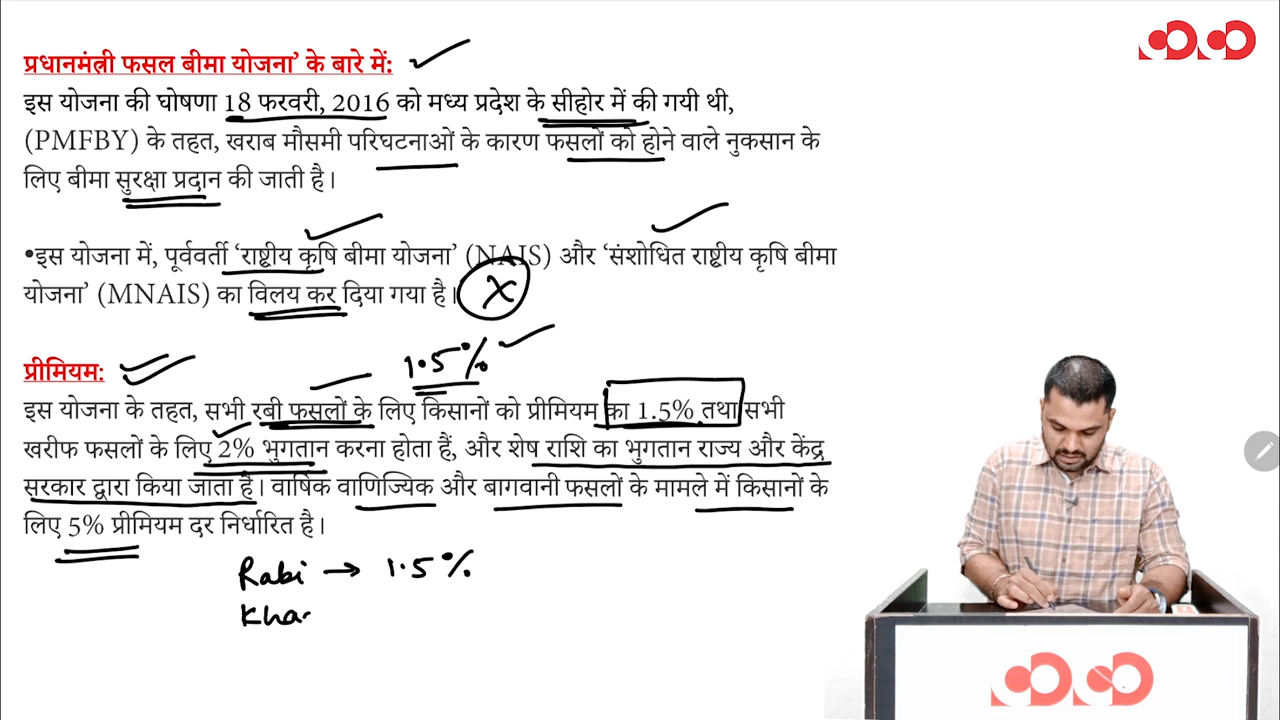 प्रधानमंत्री फसल बीमा योजना’ के बारे में:
इस योजना की घोषणा 18 फरवरी, 2016 को मध्य प्रदेश के सीहोर में की गयी थी,
(PMFBY) के तहत, खराब मौसमी परिघटनाओं के कारण फसलों को होने वाले नुकसान के
लिए बीमा सुरक्षा प्रदान की जाती है।
•इस योजना में, पूर्ववर्ती ‘राष्ट्रीय कृषि बीमा योजना’ (NAIS) और ‘संशोधित राष्ट्रीय कृषि बीमा
योजना’ (MNAIS) का विलय कर दिया गया है।
1.5%
प्रीमियम:
इस योजना के तहत, सभी रबी फसलों के लिए किसानों को प्रीमियम का 1.5% तथा सभी
खरीफ फसलों के लिए 2% भुगतान करना होता हैं, और शेष राशि का भुगतान राज्य और केंद्र
सरकार द्वारा किया जाता है। वार्षिक वाणिज्यिक और बागवानी फसलों के मामले में किसानों के
लिए 5% प्रीमियम दर निर्धारित है।
Rabi → 1.5%
Khar